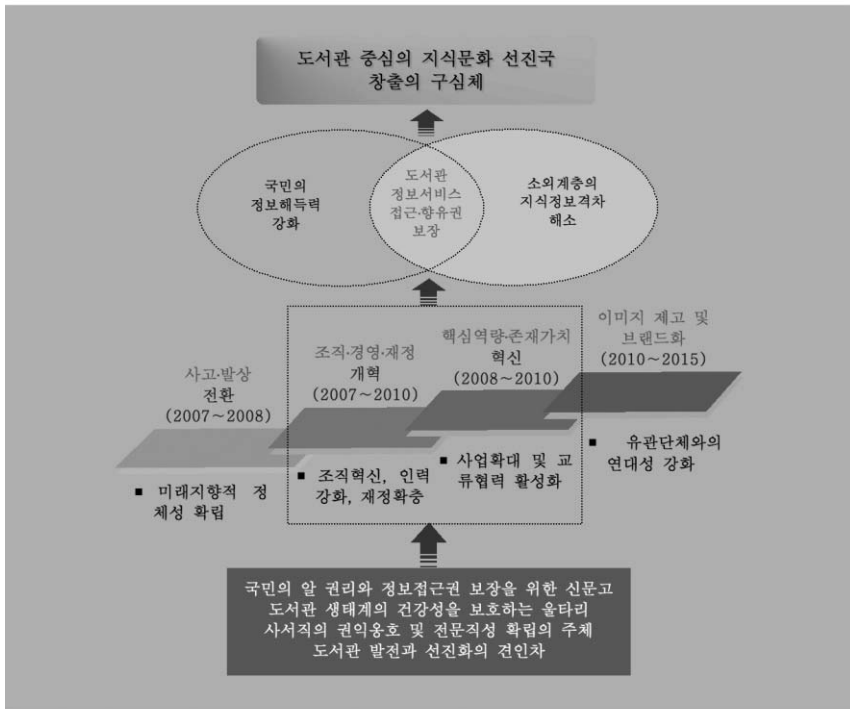 도서관 중심의 지식문화 선진국
창출의 구심체
국민의
정보해득력
강화
도서관
정보서비스
접근·향유권
보장
소외계층의
지식정보격차
해소
사고·발상
전환
(2007~2008)
■ 미래지향적 정
체성 확립
조직·경영·재정
개혁
(2007~2010)
■ 조직혁신, 인력
강화, 재정확충
핵심역량·존재가치
혁신
(2008~2010)
■ 사업확대 및 교
류협력 활성화
이미지 제고 및
브랜드화
(2010~2015)
■ 유관단체와의
연대성 강화
국민의 알 권리와 정보접근권 보장을 위한 신문고
도서관 생태계의 건강성을 보호하는 울타리
사서직의 권익옹호 및 전문직성 확립의 주체
도서관 발전과 선진화의 견인차